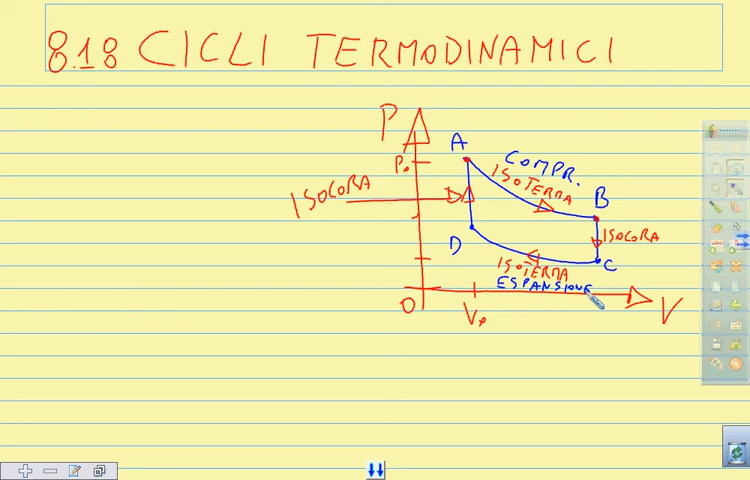 8.18 CICLI TERMODINAMICI
P
A
P₀
COMPR.
ISOTERMA
B
ISOCORA
ISOCORA
D
ISOTERMA
C
ESPANSIONE
O
V₀
V